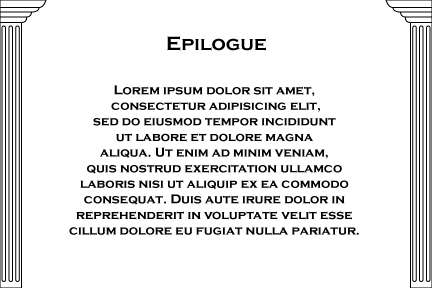 Epilogue
Lorem ipsum dolor sit amet,
consectetur adipisicing elit,
sed do eiusmod tempor incididunt
ut labore et dolore magna
aliqua. Ut enim ad minim veniam,
quis nostrud exercitation ullamco
laboris nisi ut aliquip ex ea commodo
consequat. Duis aute irure dolor in
reprehenderit in voluptate velit esse
cillum dolore eu fugiat nulla pariatur.